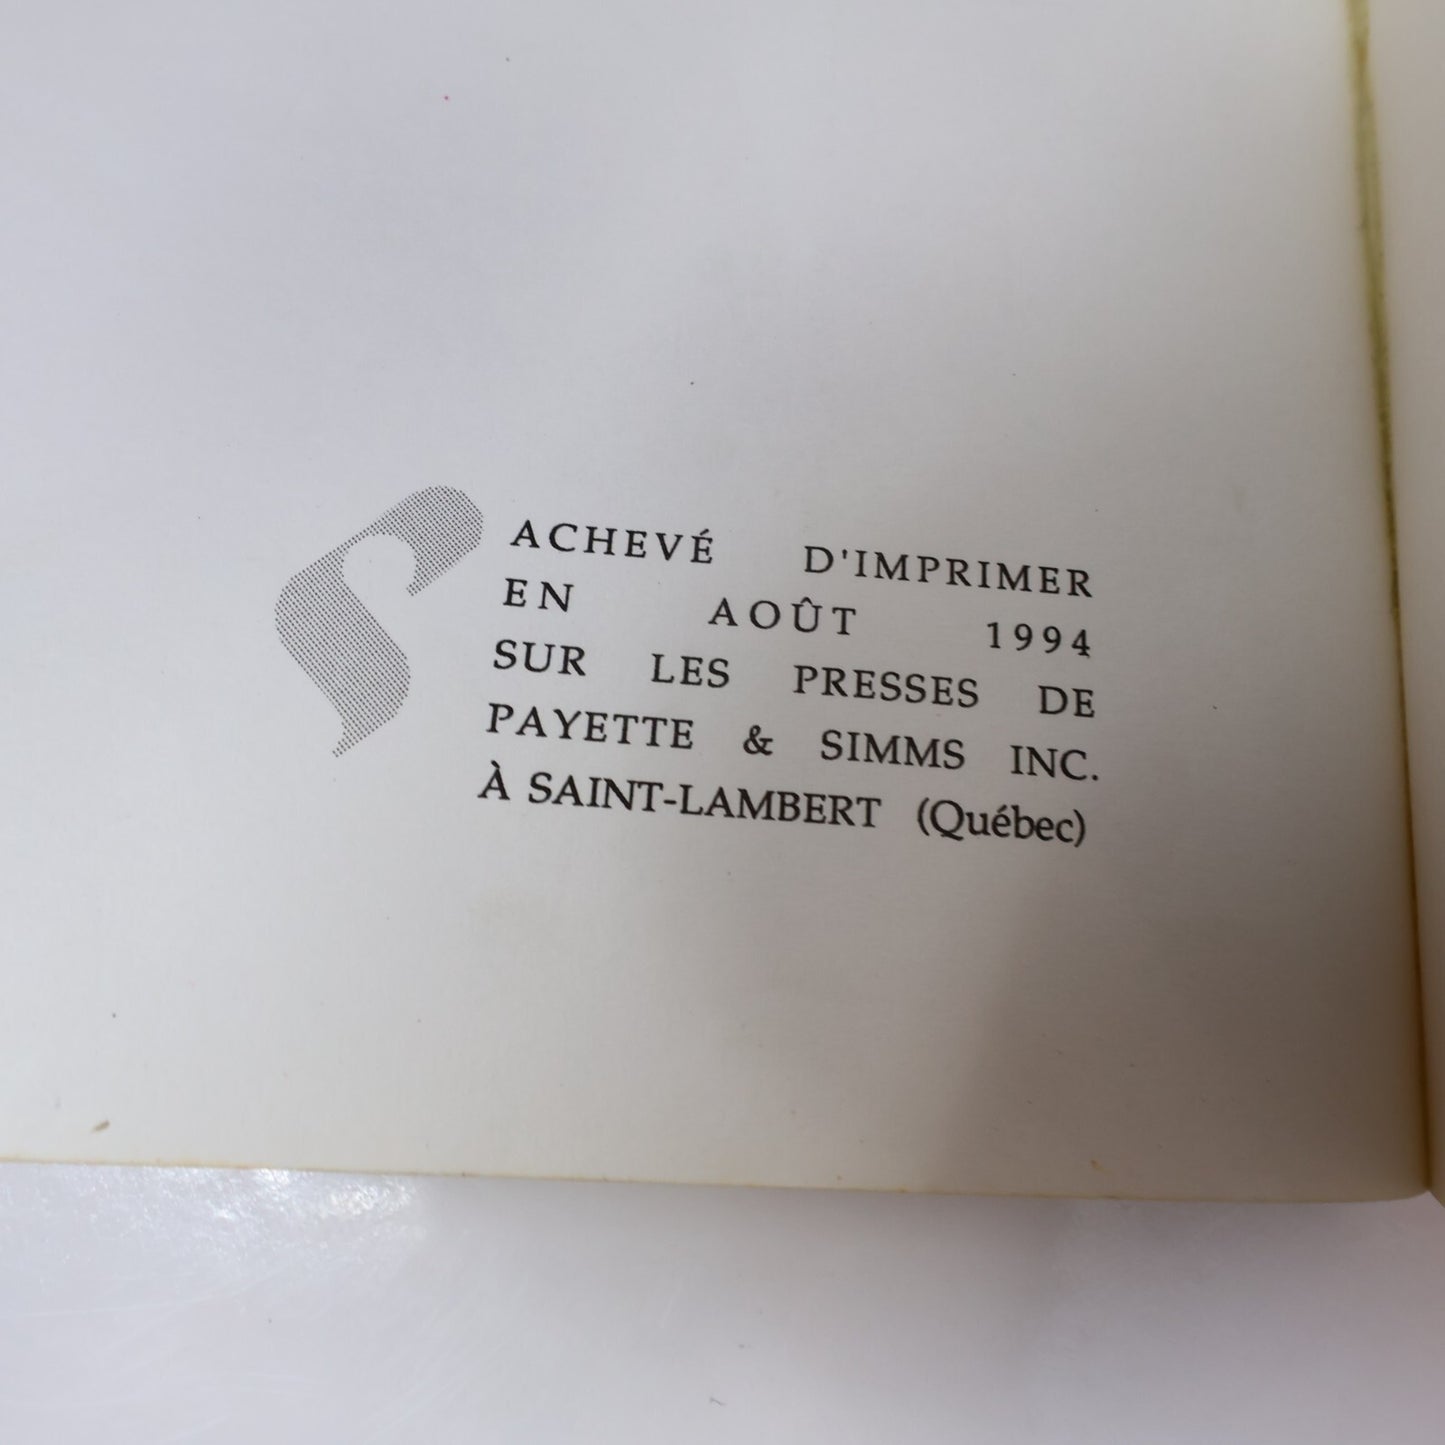 ACHEVÉ D'IMPRIMER
EN AOÛT 1994
SUR LES PRESSES DE
PAYETTE & SIMMS INC.
À SAINT-LAMBERT (Québec)